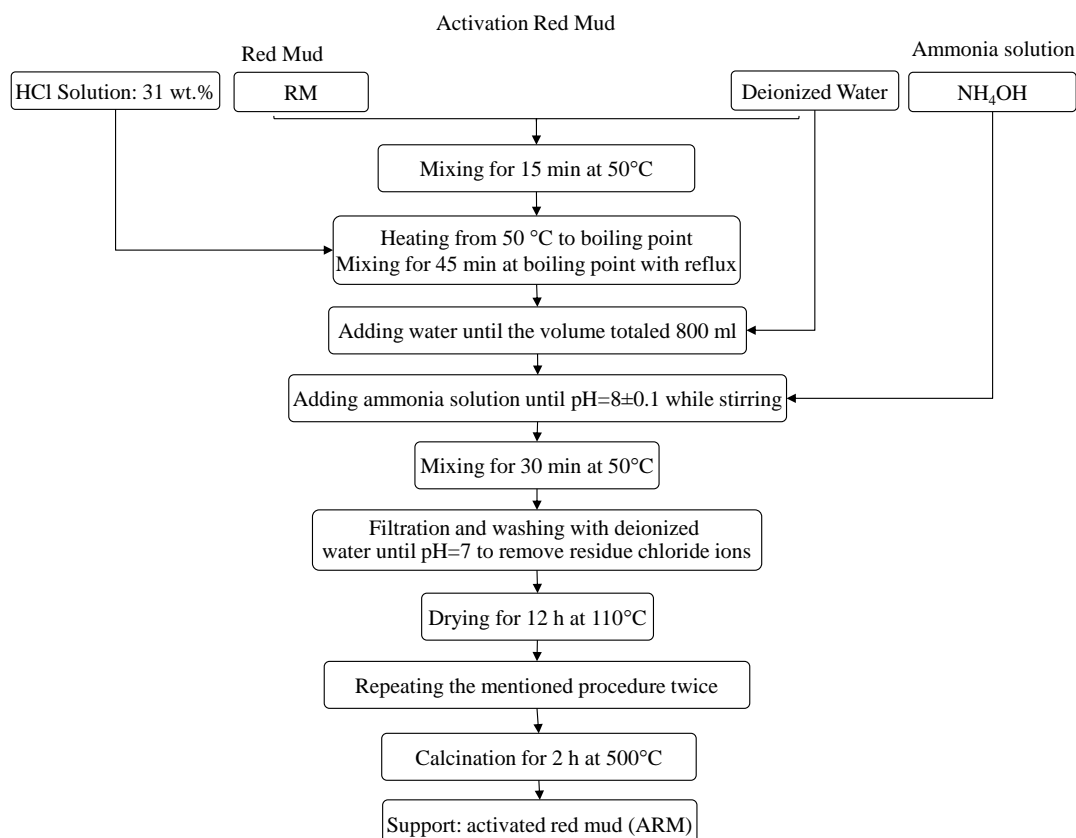 Activation Red Mud
Red Mud
Ammonia solution
HCl Solution: 31 wt.%
RM
Deionized Water
NH₄OH
Mixing for 15 min at 50°C
Heating from 50 °C to boiling point
Mixing for 45 min at boiling point with reflux
Adding water until the volume totaled 800 ml
Adding ammonia solution until pH=8±0.1 while stirring
Mixing for 30 min at 50°C
Filtration and washing with deionized
water until pH=7 to remove residue chloride ions
Drying for 12 h at 110°C
Repeating the mentioned procedure twice
Calcination for 2 h at 500°C
Support: activated red mud (ARM)